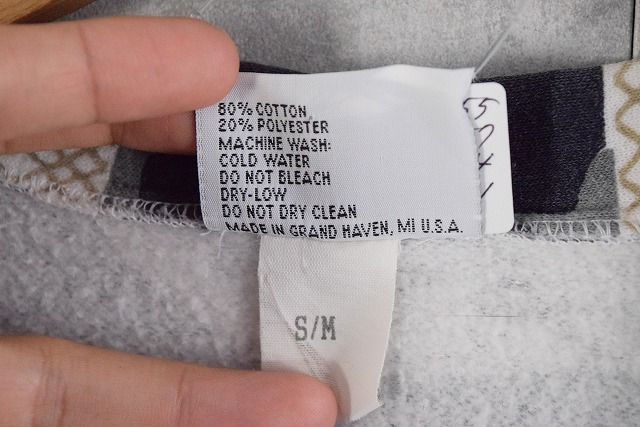 80% COTTON
20% POLYESTER
MACHINE WASH:
COLD WATER
DO NOT BLEACH
DRY-LOW
DO NOT DRY CLEAN
MADE IN GRAND HAVEN, MI U.S.A.
S/M